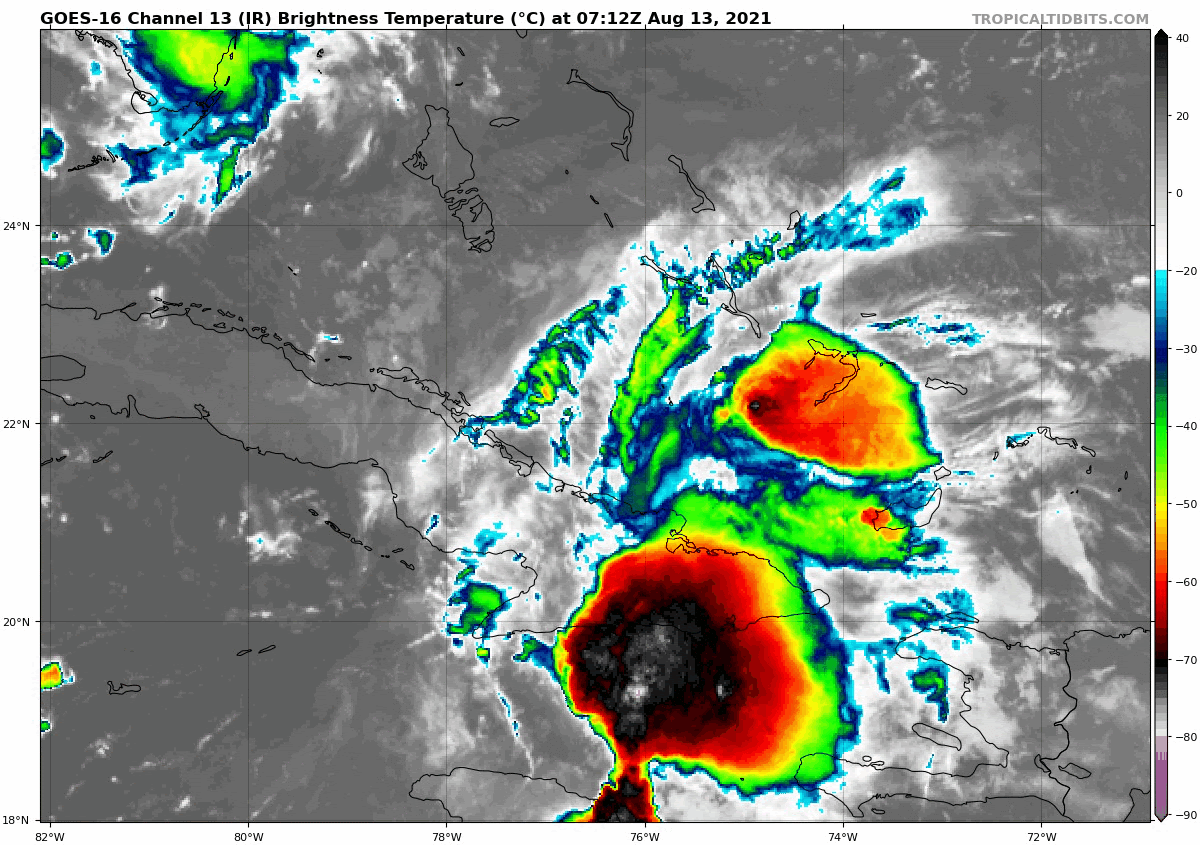 GOES-16 Channel 13 (IR) Brightness Temperature (°C) at 07:12Z Aug 13, 2021
TROPICALTIDBITS.COM
40
20
0
−20
−30
−40
−50
−60
−70
−80
−90
24°N
22°N
20°N
18°N
82°W
80°W
78°W
76°W
74°W
72°W